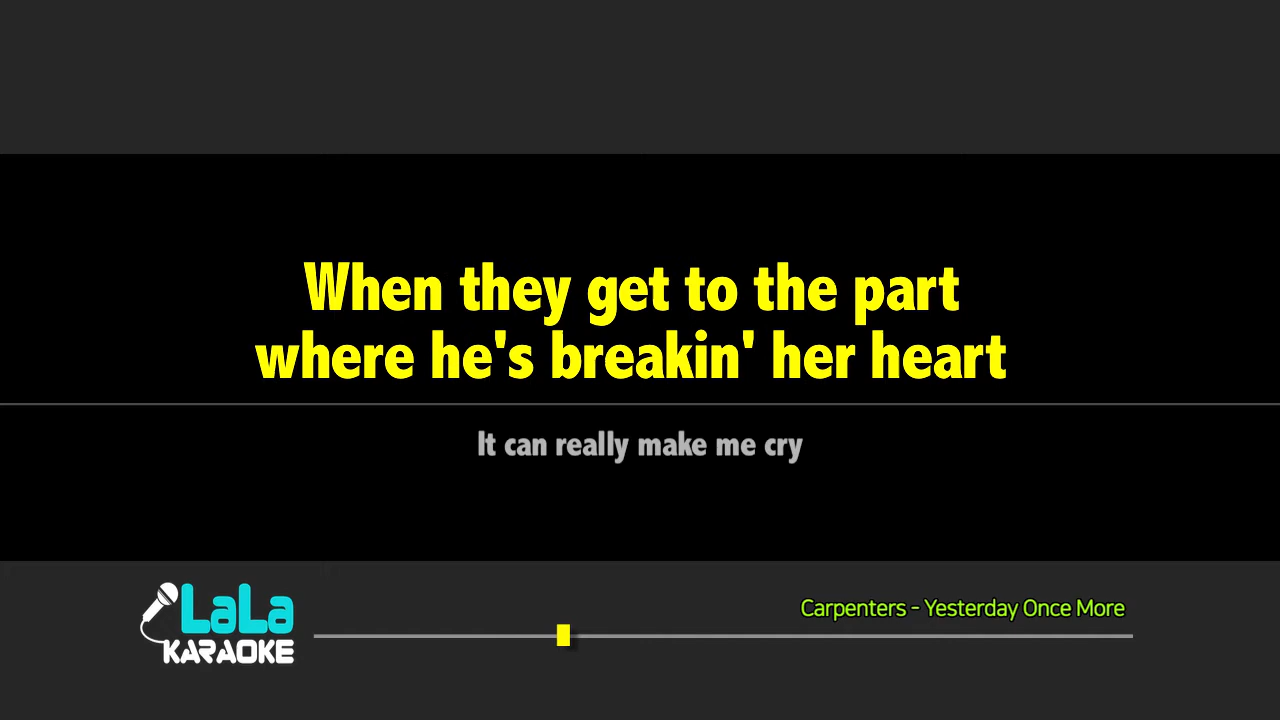 When they get to the part
where he's breakin' her heart
It can really make me cry
LaLa
KARAOKE
Carpenters - Yesterday Once More